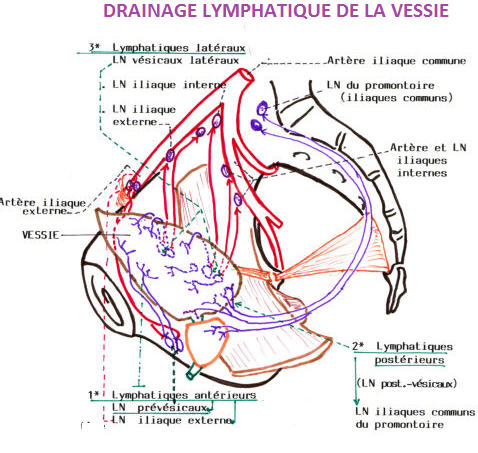 DRAINAGE LYMPHATIQUE DE LA VESSIE
3* Lymphatiques latéraux
LN vésicaux latéraux
LN iliaque interne
LN iliaque
externe
Artère iliaque commune
LN du promontoire
(iliaques communs)
Artère et LN
iliaques
internes
Artère iliaque
externe
VESSIE
2* Lymphatiques
postérieurs
(LN post.-vésicaux)
LN iliaques communs
du promontoire
1* Lymphatiques antérieurs
LN prévésicaux
LN iliaque externe